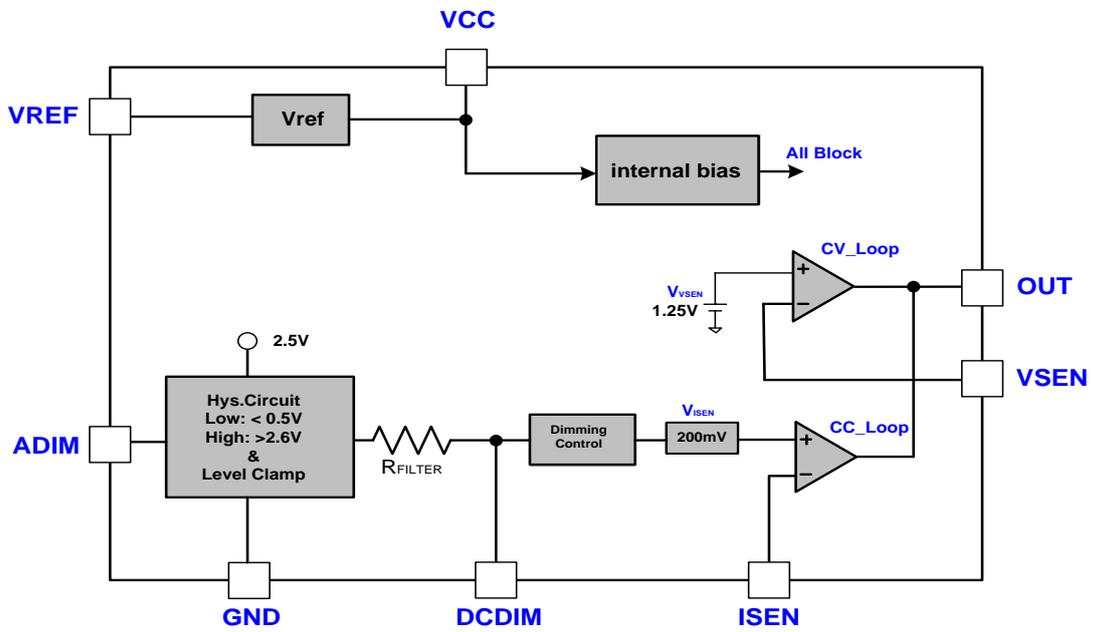 VCC
VREF
Vref
internal bias
All Block
CV_Loop
+
−
VVSEN
1.25V
OUT
VSEN
2.5V
Hys.Circuit
Low: < 0.5V
High: >2.6V
&
Level Clamp
ADIM
RFILTER
Dimming
Control
VISEN
200mV
CC_Loop
+
−
GND
DCDIM
ISEN